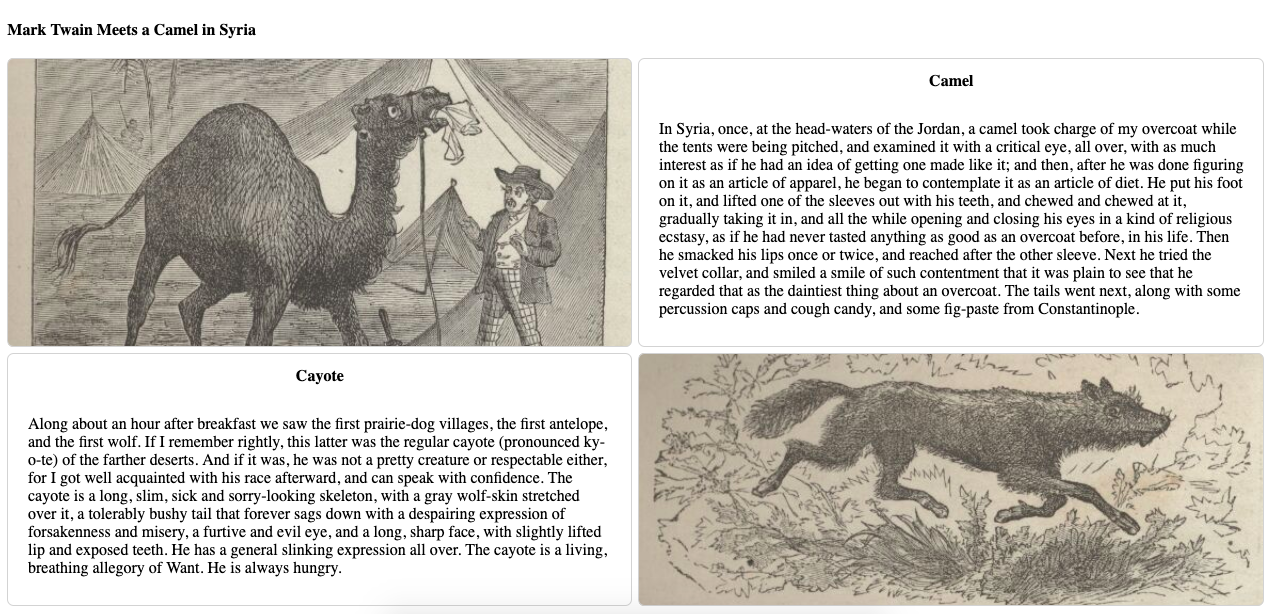 Mark Twain Meets a Camel in Syria
Camel
In Syria, once, at the head-waters of the Jordan, a camel took charge of my overcoat while
the tents were being pitched, and examined it with a critical eye, all over, with as much
interest as if he had an idea of getting one made like it; and then, after he was done figuring
on it as an article of apparel, he began to contemplate it as an article of diet. He put his foot
on it, and lifted one of the sleeves out with his teeth, and chewed and chewed at it,
gradually taking it in, and all the while opening and closing his eyes in a kind of religious
ecstasy, as if he had never tasted anything as good as an overcoat before, in his life. Then
he smacked his lips once or twice, and reached after the other sleeve. Next he tried the
velvet collar, and smiled a smile of such contentment that it was plain to see that he
regarded that as the daintiest thing about an overcoat. The tails went next, along with some
percussion caps and cough candy, and some fig-paste from Constantinople.
Cayote
Along about an hour after breakfast we saw the first prairie-dog villages, the first antelope,
and the first wolf. If I remember rightly, this latter was the regular cayote (pronounced ky-
o-te) of the farther deserts. And if it was, he was not a pretty creature or respectable either,
for I got well acquainted with his race afterward, and can speak with confidence. The
cayote is a long, slim, sick and sorry-looking skeleton, with a gray wolf-skin stretched
over it, a tolerably bushy tail that forever sags down with a despairing expression of
forsakenness and misery, a furtive and evil eye, and a long, sharp face, with slightly lifted
lip and exposed teeth. He has a general slinking expression all over. The cayote is a living,
breathing allegory of Want. He is always hungry.